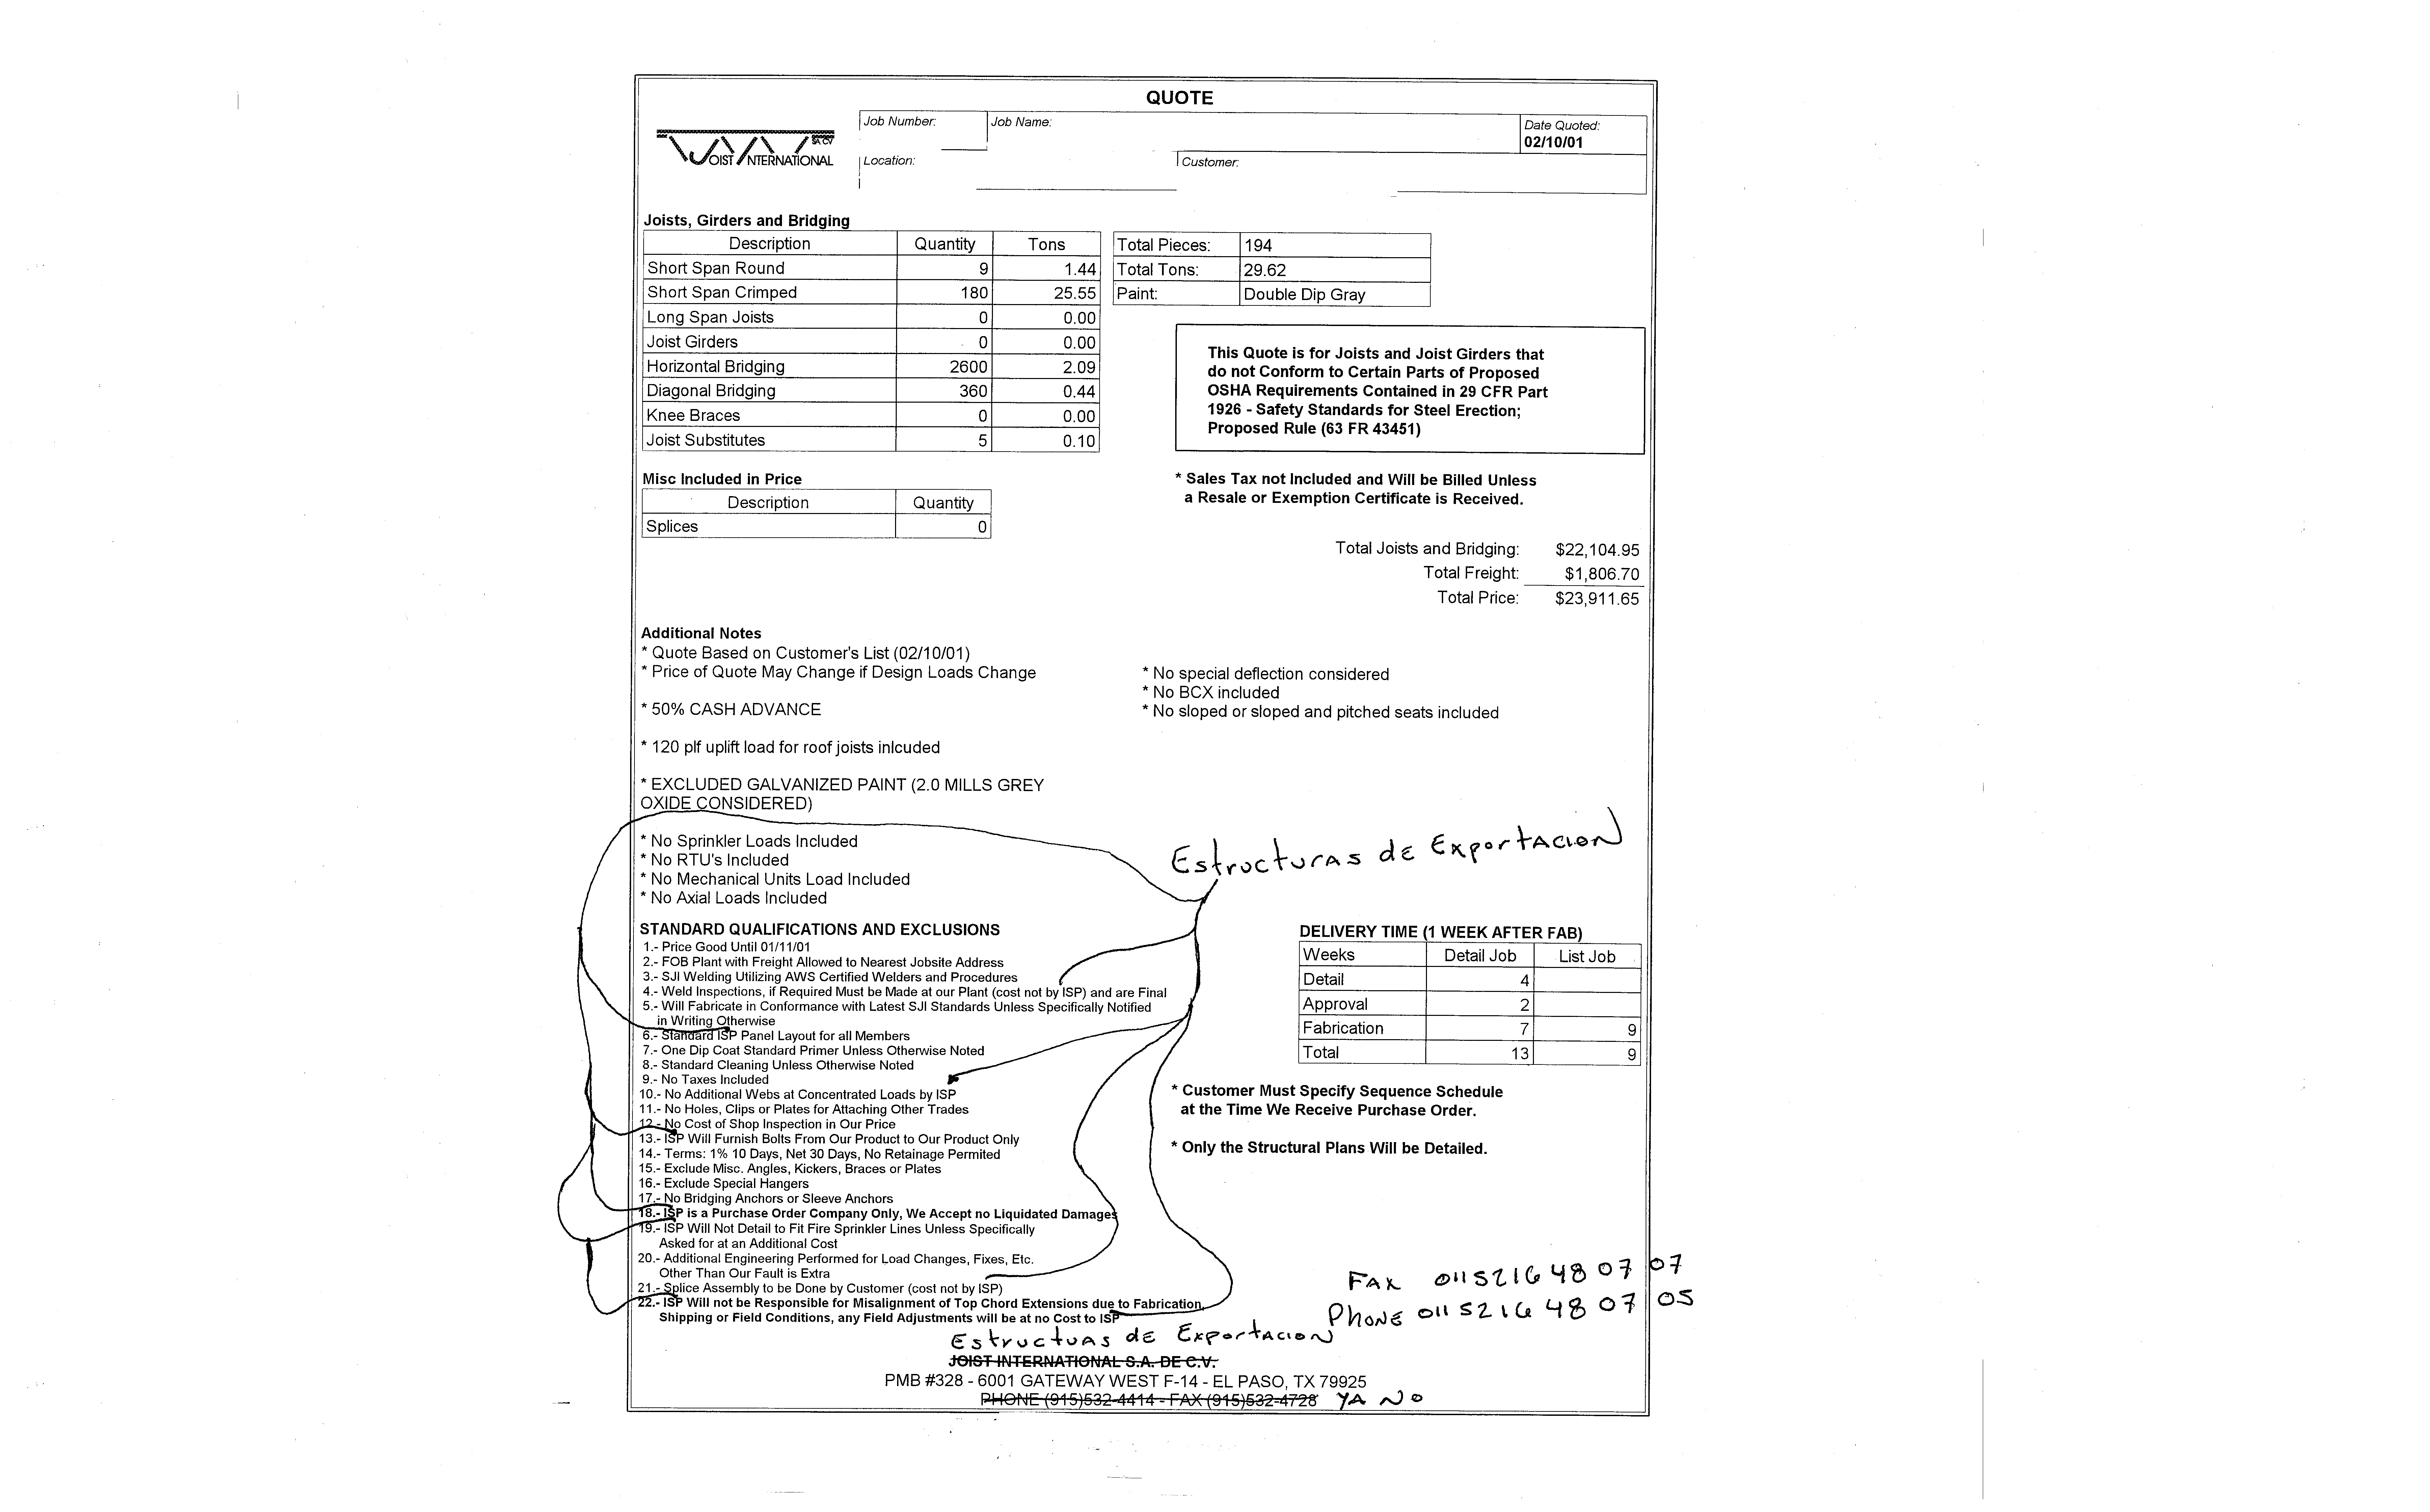 QUOTE
JOIST INTERNATIONAL SA CV
Job Number:
Job Name:
Date Quoted:
02/10/01
Location:
Customer:
Joists, Girders and Bridging
Description Quantity Tons
Short Span Round 9 1.44
Short Span Crimped 180 25.55
Long Span Joists 0 0.00
Joist Girders 0 0.00
Horizontal Bridging 2600 2.09
Diagonal Bridging 360 0.44
Knee Braces 0 0.00
Joist Substitutes 5 0.10
Total Pieces: 194
Total Tons: 29.62
Paint: Double Dip Gray
This Quote is for Joists and Joist Girders that
do not Conform to Certain Parts of Proposed
OSHA Requirements Contained in 29 CFR Part
1926 - Safety Standards for Steel Erection;
Proposed Rule (63 FR 43451)
Misc Included in Price
Description Quantity
Splices 0
* Sales Tax not Included and Will be Billed Unless
a Resale or Exemption Certificate is Received.
Total Joists and Bridging: $22,104.95
Total Freight: $1,806.70
Total Price: $23,911.65
Additional Notes
* Quote Based on Customer's List (02/10/01)
* Price of Quote May Change if Design Loads Change
* 50% CASH ADVANCE
* 120 plf uplift load for roof joists inlcuded
* EXCLUDED GALVANIZED PAINT (2.0 MILLS GREY
OXIDE CONSIDERED)
* No Sprinkler Loads Included
* No RTU's Included
* No Mechanical Units Load Included
* No Axial Loads Included
* No special deflection considered
* No BCX included
* No sloped or sloped and pitched seats included
Estructuras de Exportacion
STANDARD QUALIFICATIONS AND EXCLUSIONS
1.- Price Good Until 01/11/01
2.- FOB Plant with Freight Allowed to Nearest Jobsite Address
3.- SJI Welding Utilizing AWS Certified Welders and Procedures
4.- Weld Inspections, if Required Must be Made at our Plant (cost not by ISP) and are Final
5.- Will Fabricate in Conformance with Latest SJI Standards Unless Specifically Notified
in Writing Otherwise
6.- Standard ISP Panel Layout for all Members
7.- One Dip Coat Standard Primer Unless Otherwise Noted
8.- Standard Cleaning Unless Otherwise Noted
9.- No Taxes Included
10.- No Additional Webs at Concentrated Loads by ISP
11.- No Holes, Clips or Plates for Attaching Other Trades
12.- No Cost of Shop Inspection in Our Price
13.- ISP Will Furnish Bolts From Our Product to Our Product Only
14.- Terms: 1% 10 Days, Net 30 Days, No Retainage Permited
15.- Exclude Misc. Angles, Kickers, Braces or Plates
16.- Exclude Special Hangers
17.- No Bridging Anchors or Sleeve Anchors
18.- ISP is a Purchase Order Company Only, We Accept no Liquidated Damages
19.- ISP Will Not Detail to Fit Fire Sprinkler Lines Unless Specifically
Asked for at an Additional Cost
20.- Additional Engineering Performed for Load Changes, Fixes, Etc.
Other Than Our Fault is Extra
21.- Splice Assembly to be Done by Customer (cost not by ISP)
22.- ISP Will not be Responsible for Misalignment of Top Chord Extensions due to Fabrication,
Shipping or Field Conditions, any Field Adjustments will be at no Cost to ISP
DELIVERY TIME (1 WEEK AFTER FAB)
Weeks Detail Job List Job
Detail 4
Approval 2
Fabrication 7 9
Total 13 9
* Customer Must Specify Sequence Schedule
at the Time We Receive Purchase Order.
* Only the Structural Plans Will be Detailed.
FAX 011 52 16 48 07 07
Phone 011 52 16 48 07 05
Estructuas de Exportacion
JOIST INTERNATIONAL S.A. DE C.V.
PMB #328 - 6001 GATEWAY WEST F-14 - EL PASO, TX 79925
PHONE (915)532-4414 - FAX (915)532-4728 YA NO